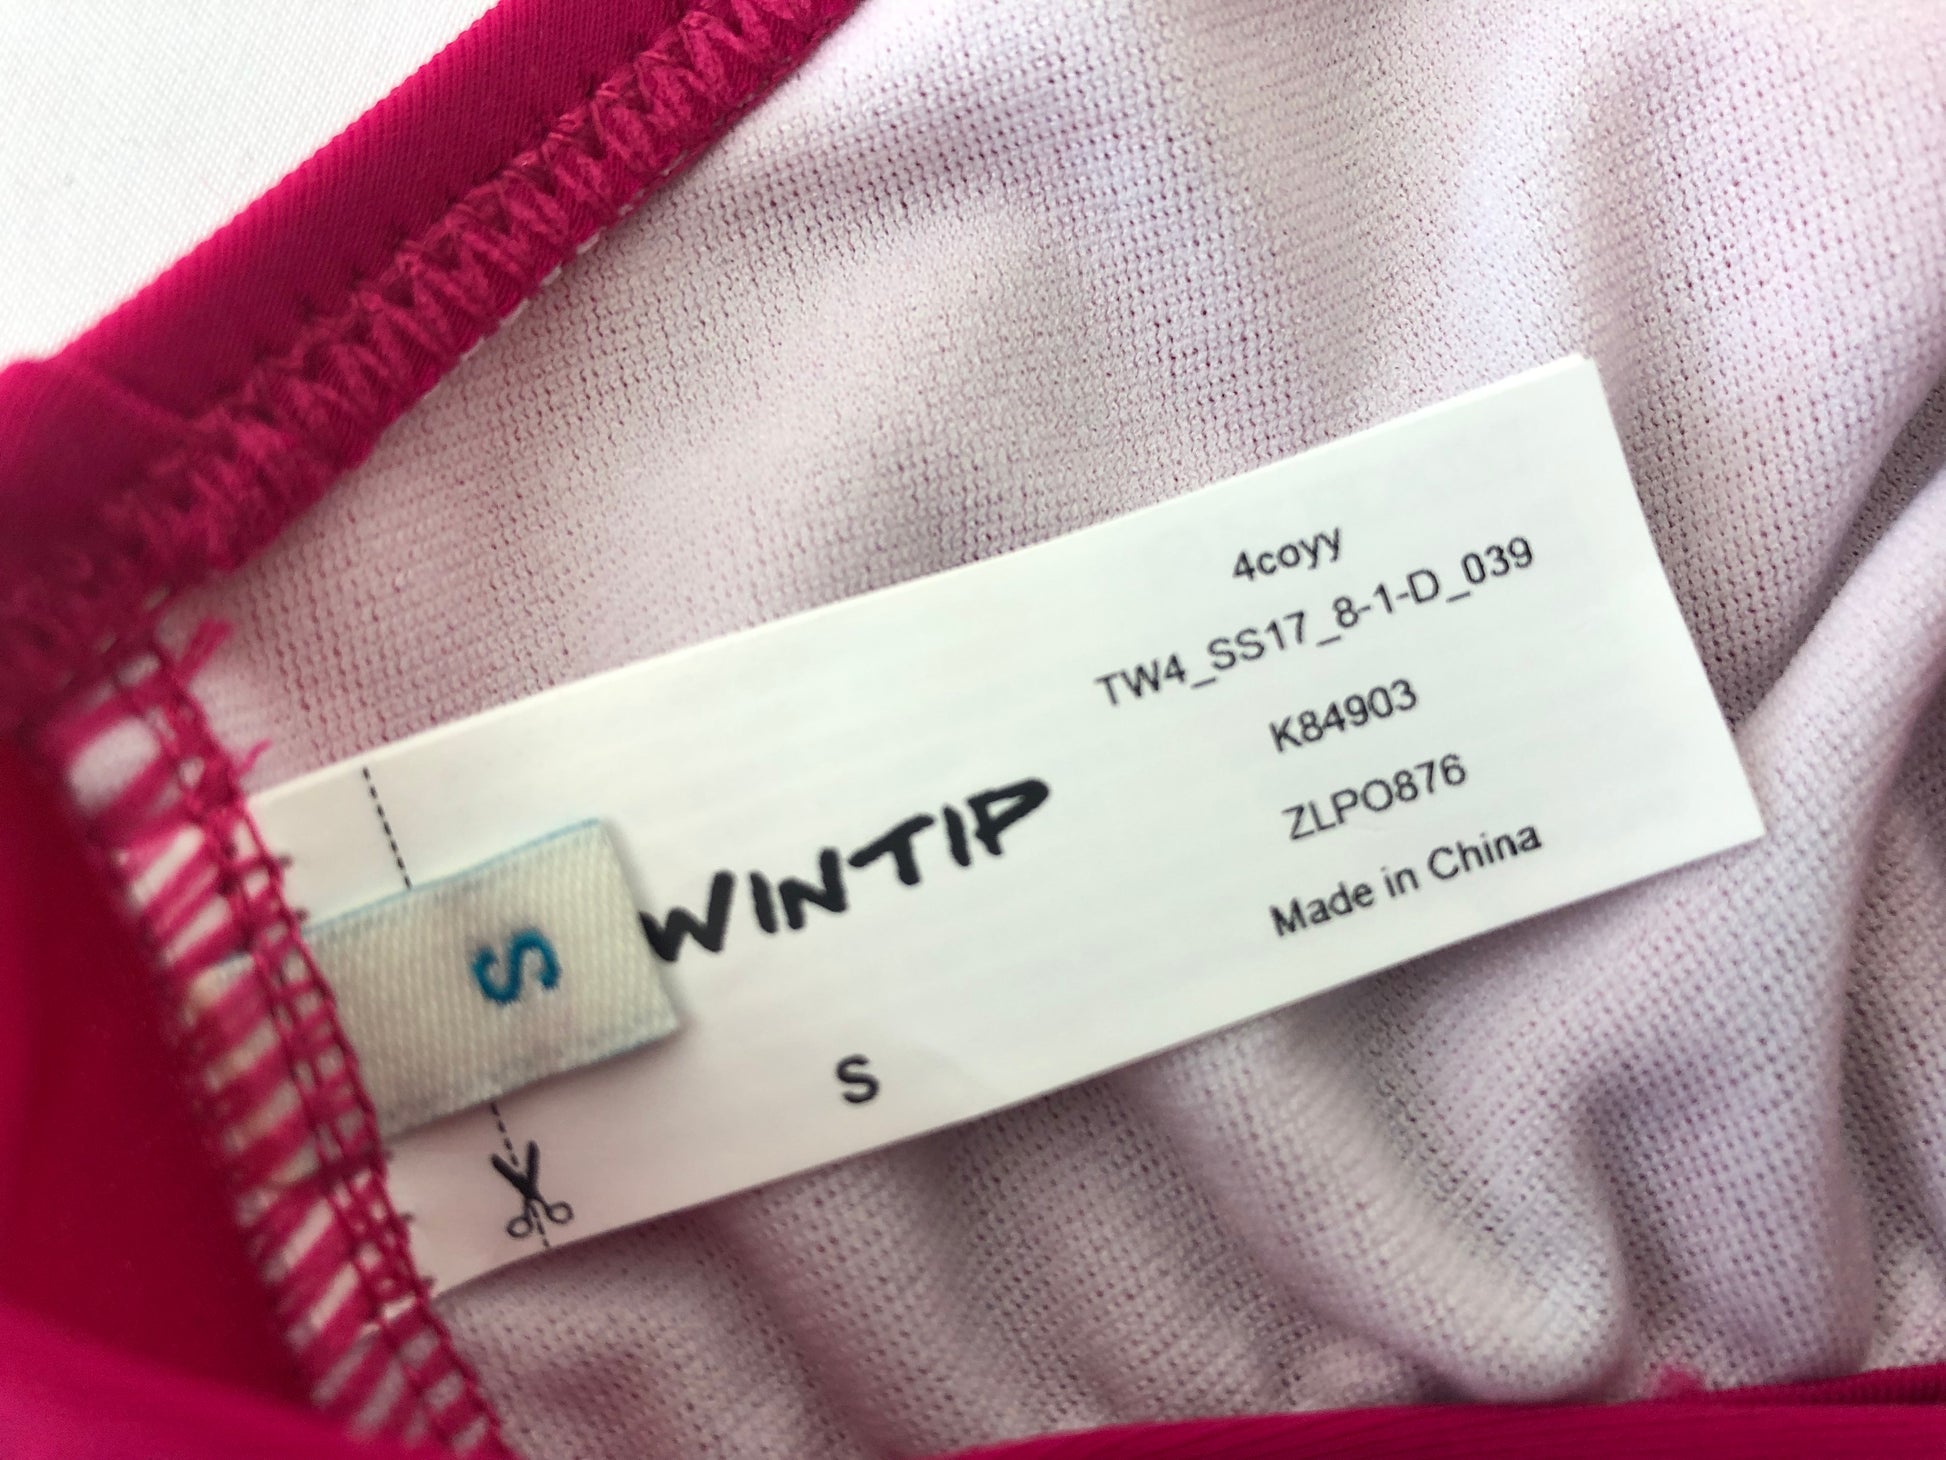 S
WINTIP
S
4coyy
TW4_SS17_8-1-D_039
K84903
ZLPO876
Made in China